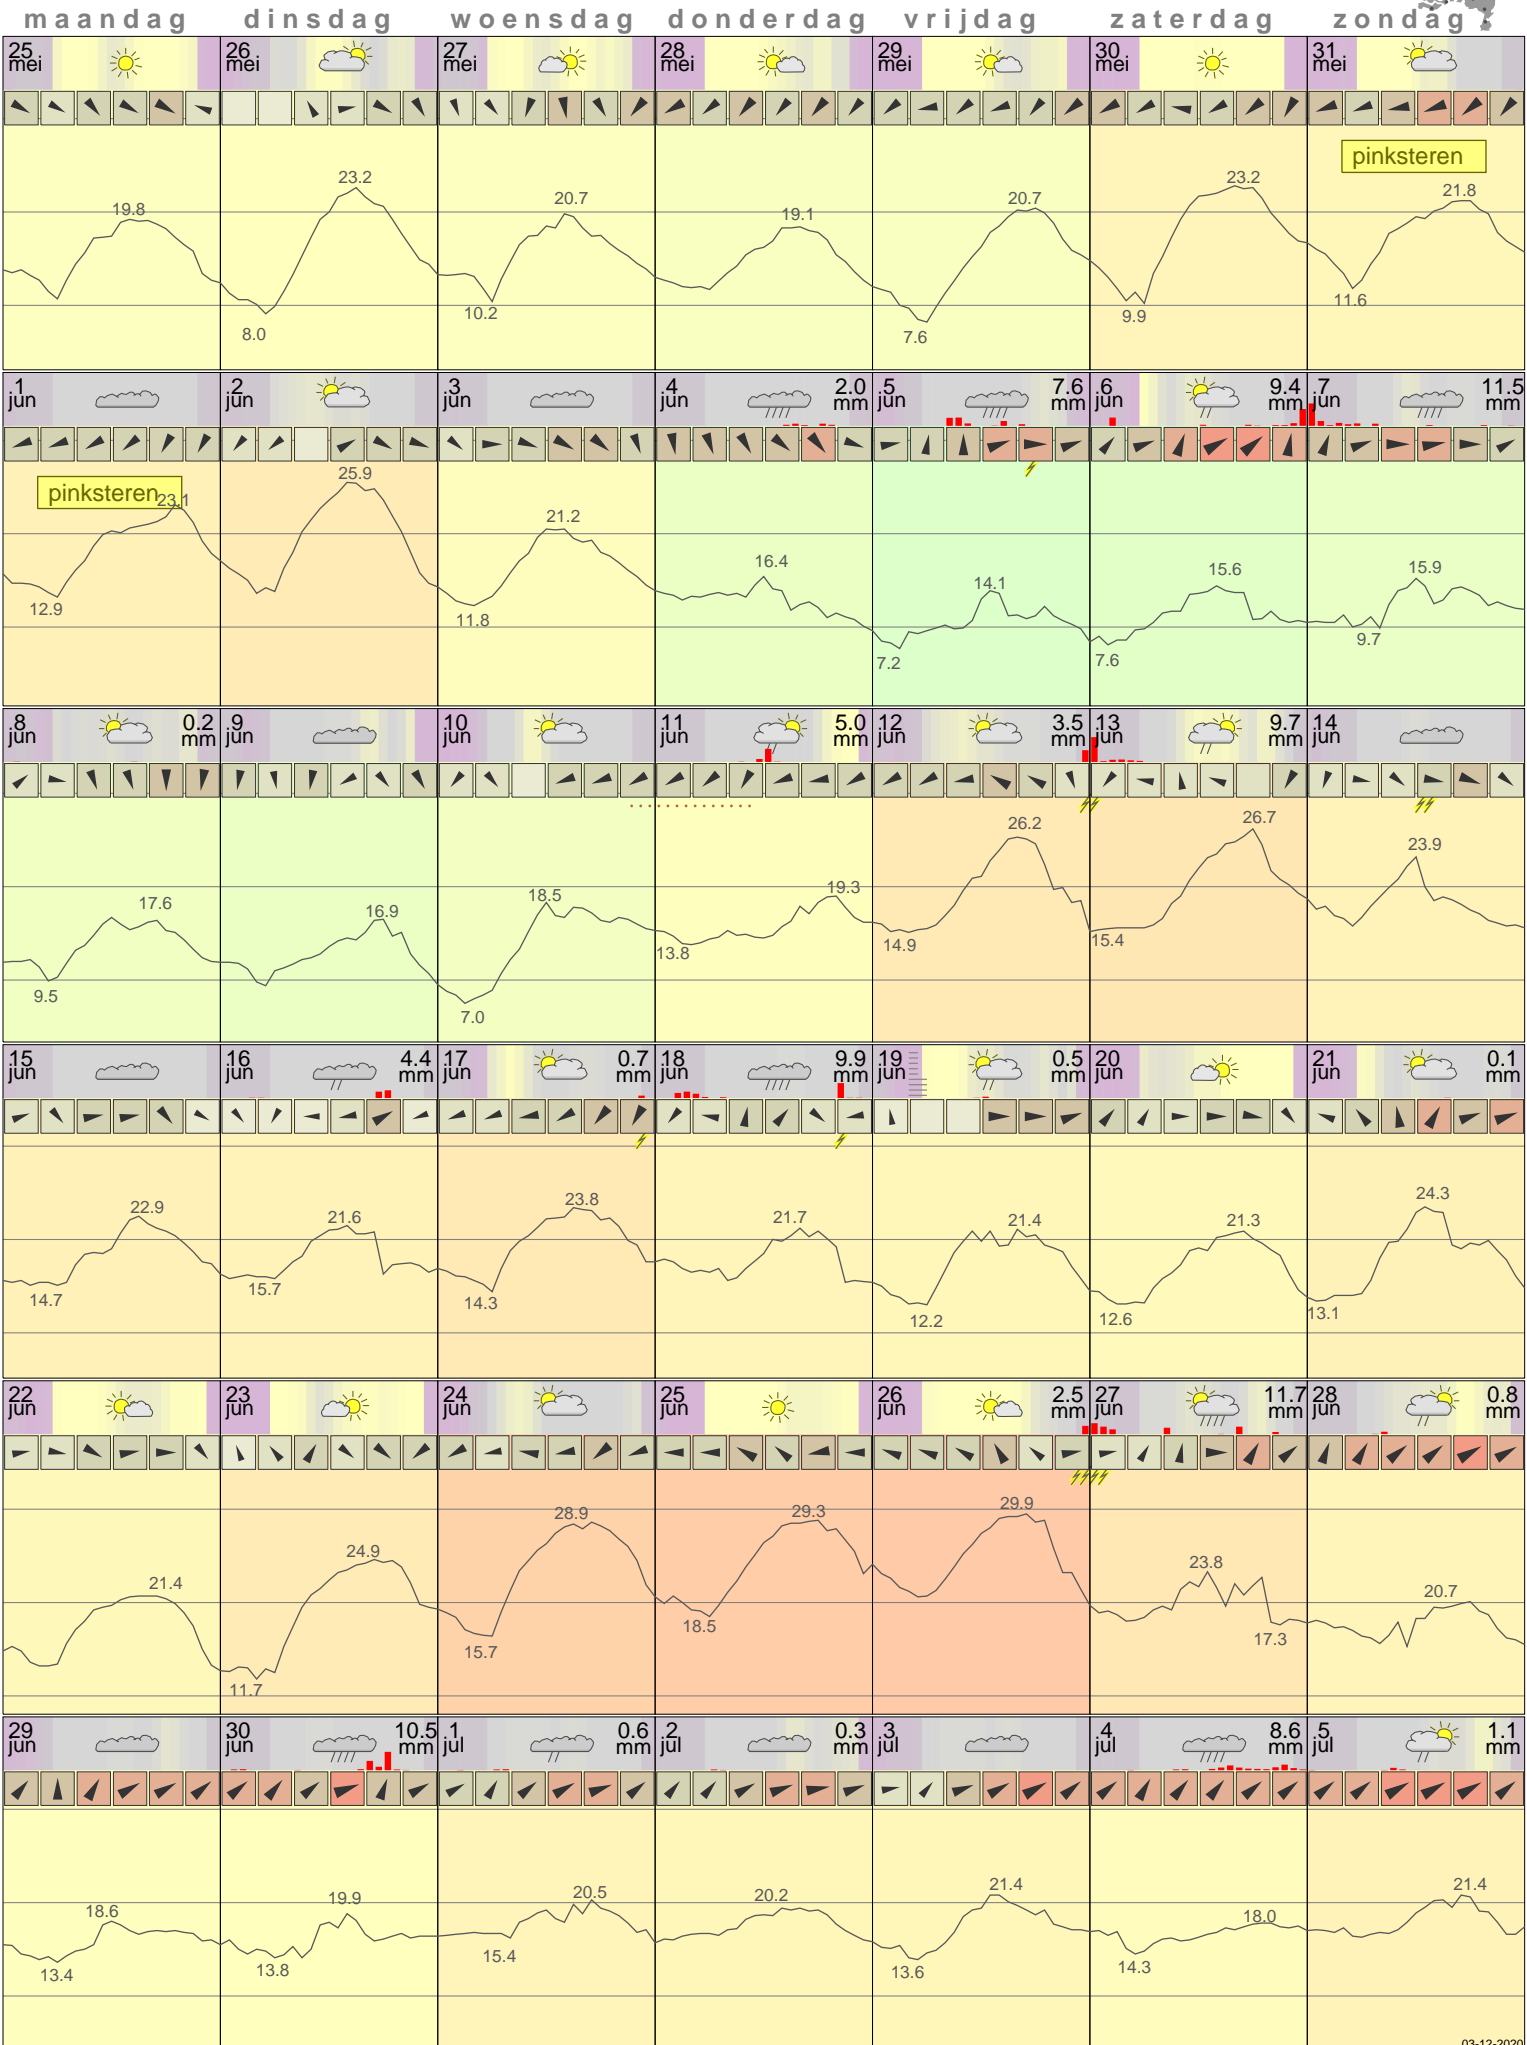 maandag dinsdag woensdag donderdag vrijdag zaterdag zondag
25 mei 26 mei 27 mei 28 mei 29 mei 30 mei 31 mei
pinksteren
19.8 23.2 20.7 19.1 20.7 23.2 21.8
8.0 10.2 7.6 9.9 11.6
1 jun 2 jun 3 jun 4 jun 2.0 mm 5 jun 7.6 mm 6 jun 9.4 mm 7 jun 11.5 mm
pinksteren
23.1 25.9 21.2 16.4 14.1 15.6 15.9
12.9 11.8 7.2 7.6 9.7
8 jun 0.2 mm 9 jun 10 jun 11 jun 5.0 mm 12 jun 3.5 mm 13 jun 9.7 mm 14 jun
17.6 16.9 18.5 19.3 26.2 26.7 23.9
9.5 7.0 13.8 14.9 15.4
15 jun 16 jun 4.4 mm 17 jun 0.7 mm 18 jun 9.9 mm 19 jun 0.5 mm 20 jun 21 jun 0.1 mm
22.9 21.6 23.8 21.7 21.4 21.3 24.3
14.7 15.7 14.3 12.2 12.6 13.1
22 jun 23 jun 24 jun 25 jun 26 jun 2.5 mm 27 jun 11.7 mm 28 jun 0.8 mm
21.4 24.9 28.9 29.3 29.9 23.8 20.7
11.7 15.7 18.5 17.3
29 jun 30 jun 10.5 mm 1 jul 0.6 mm 2 jul 0.3 mm 3 jul 4 jul 8.6 mm 5 jul 1.1 mm
18.6 19.9 20.5 20.2 21.4 18.0 21.4
13.4 13.8 15.4 13.6 14.3
03-12-2020